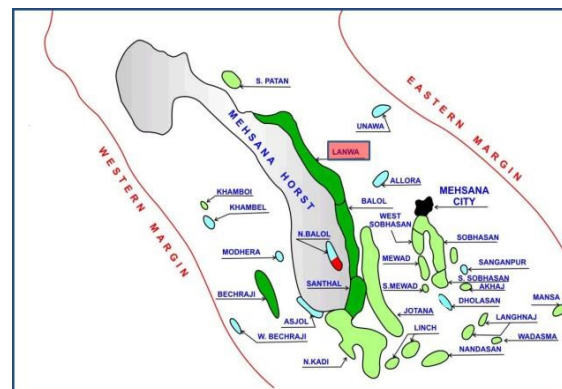 S. PATAN
EASTERN MARGIN
UNAWA
MEHSANA HORST
LANWA
WESTERN MARGIN
ALLORA
KHAMBOI
MEHSANA
CITY
BALOL
KHAMBEL
WEST
SOBHASAN
SOBHASAN
N.BALOL
MODHERA
MEWAD
SANGANPUR
S. SOBHASAN
SANTHAL
S.MEWAD
AKHAJ
BECHRAJI
DHOLASAN
MANSA
ASJOL
JOTANA
LANGHNAJ
W. BECHRAJI
LINCH
WADASMA
N.KADI
NANDASAN